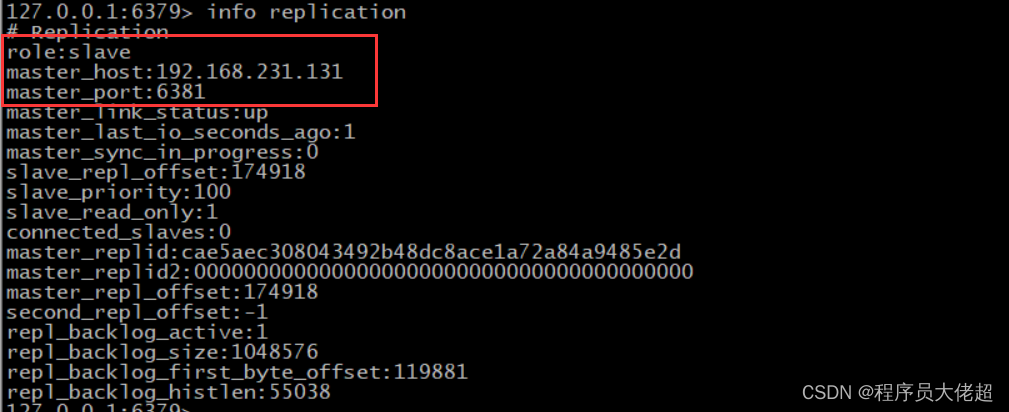 127.0.0.1:6379> info replication
# Replication
role:slave
master_host:192.168.231.131
master_port:6381
master_link_status:up
master_last_io_seconds_ago:1
master_sync_in_progress:0
slave_repl_offset:174918
slave_priority:100
slave_read_only:1
connected_slaves:0
master_replid:cae5aec308043492b48dc8ace1a72a84a9485e2d
master_replid2:0000000000000000000000000000000000000000
master_repl_offset:174918
second_repl_offset:-1
repl_backlog_active:1
repl_backlog_size:1048576
repl_backlog_first_byte_offset:119881
repl_backlog_histlen:55038
127.0.0.1:6379>
CSDN @程序员大佬超